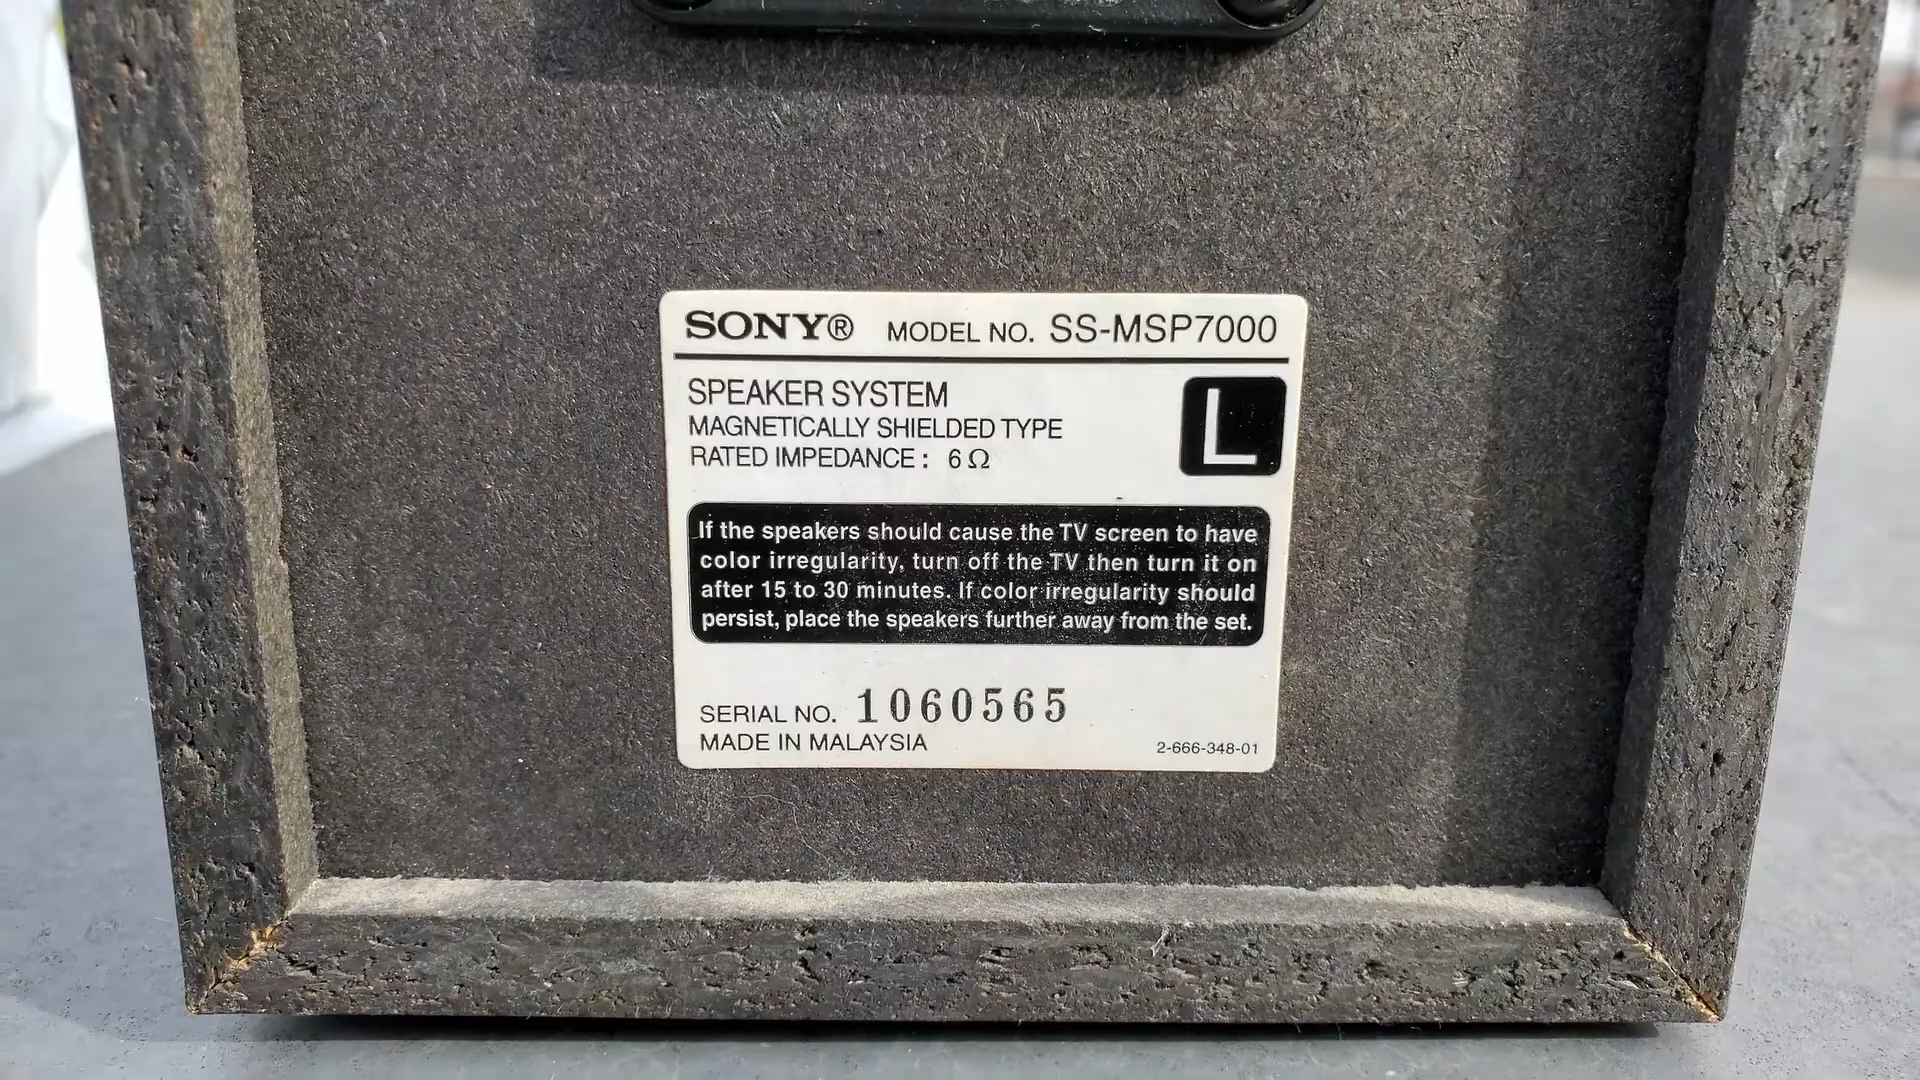 SONY® MODEL NO. SS-MSP7000
SPEAKER SYSTEM
MAGNETICALLY SHIELDED TYPE
RATED IMPEDANCE : 6 Ω
L
If the speakers should cause the TV screen to have
color irregularity, turn off the TV then turn it on
after 15 to 30 minutes. If color irregularity should
persist, place the speakers further away from the set.
SERIAL NO. 1060565
MADE IN MALAYSIA
2-666-348-01